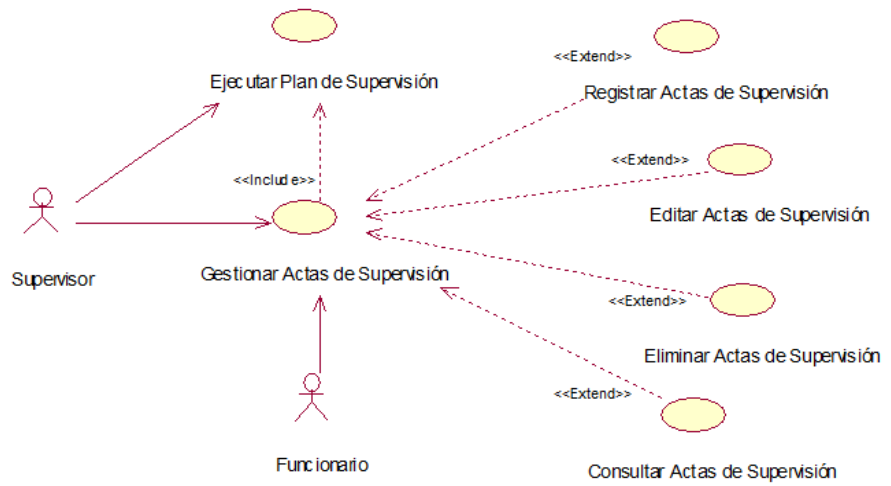 <<Extend>>
Ejecutar Plan de Supervisión
Registrar Actas de Supervisión
<<Extend>>
<<Include>>
Editar Actas de Supervisión
Supervisor
Gestionar Actas de Supervisión
<<Extend>>
Eliminar Actas de Supervisión
<<Extend>>
Funcionario
Consultar Actas de Supervisión